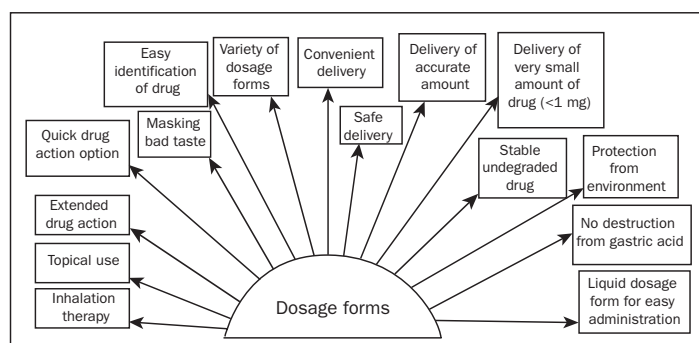 Easy
identification
of drug
Variety of
dosage
forms
Convenient
delivery
Delivery of
accurate
amount
Delivery of
very small
amount of
drug (<1 mg)
Quick drug
action option
Masking
bad taste
Safe
delivery
Stable
undegraded
drug
Protection
from
environment
Extended
drug action
No destruction
from gastric acid
Topical use
Inhalation
therapy
Liquid dosage
form for easy
administration
Dosage forms